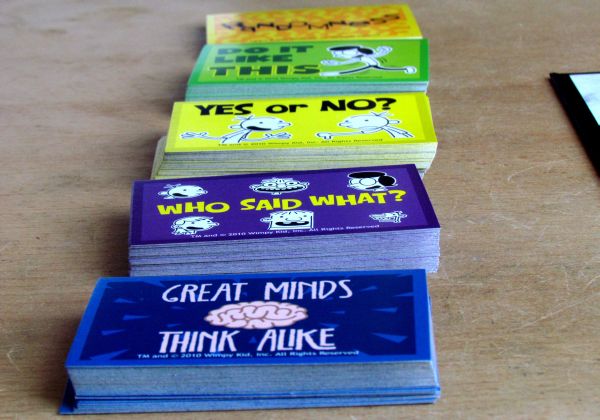 DO IT
LIKE
THIS
YES or NO?
TM and © 2010 Wimpy Kid, Inc. All Rights Reserved
WHO SAID WHAT?
TM and © 2010 Wimpy Kid, Inc. All Rights Reserved
GREAT MINDS
THINK ALIKE
TM and © 2010 Wimpy Kid, Inc. All Rights Reserved